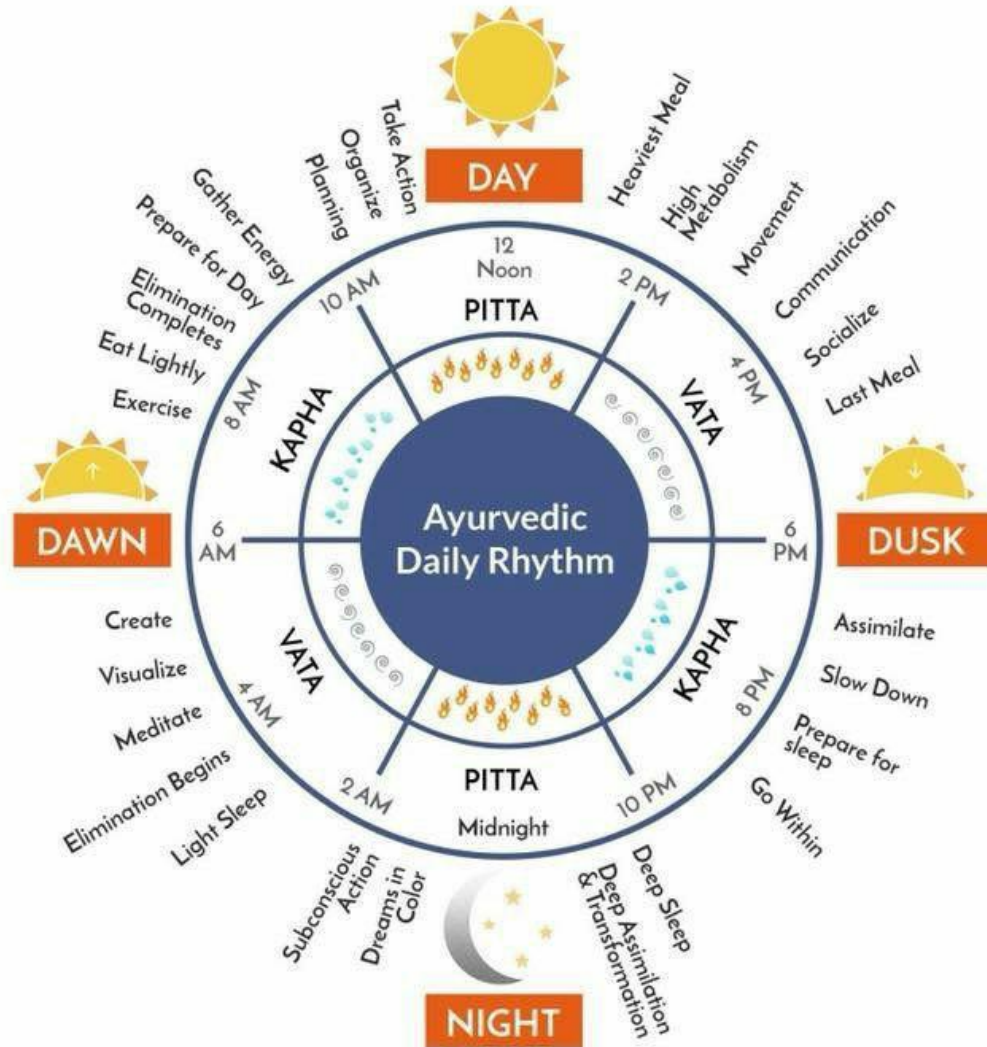 DAY
12
Noon
PITTA
Heaviest Meal
High
Metabolism
2 PM
Movement
Communication
VATA
4 PM
Socialize
Last Meal
6
PM
DUSK
Assimilate
KAPHA
8 PM
Slow Down
Prepare for
sleep
Go Within
10 PM
Deep Sleep
Deep Assimilation
& Transformation
PITTA
Midnight
NIGHT
Dreams in
Color
Subconscious
Action
2 AM
Light Sleep
Elimination Begins
VATA
4 AM
Meditate
Visualize
Create
6
AM
DAWN
Exercise
8 AM
KAPHA
Eat Lightly
Elimination
Completes
Prepare for Day
Gather Energy
10 AM
Planning
Organize
Take Action
Ayurvedic
Daily Rhythm